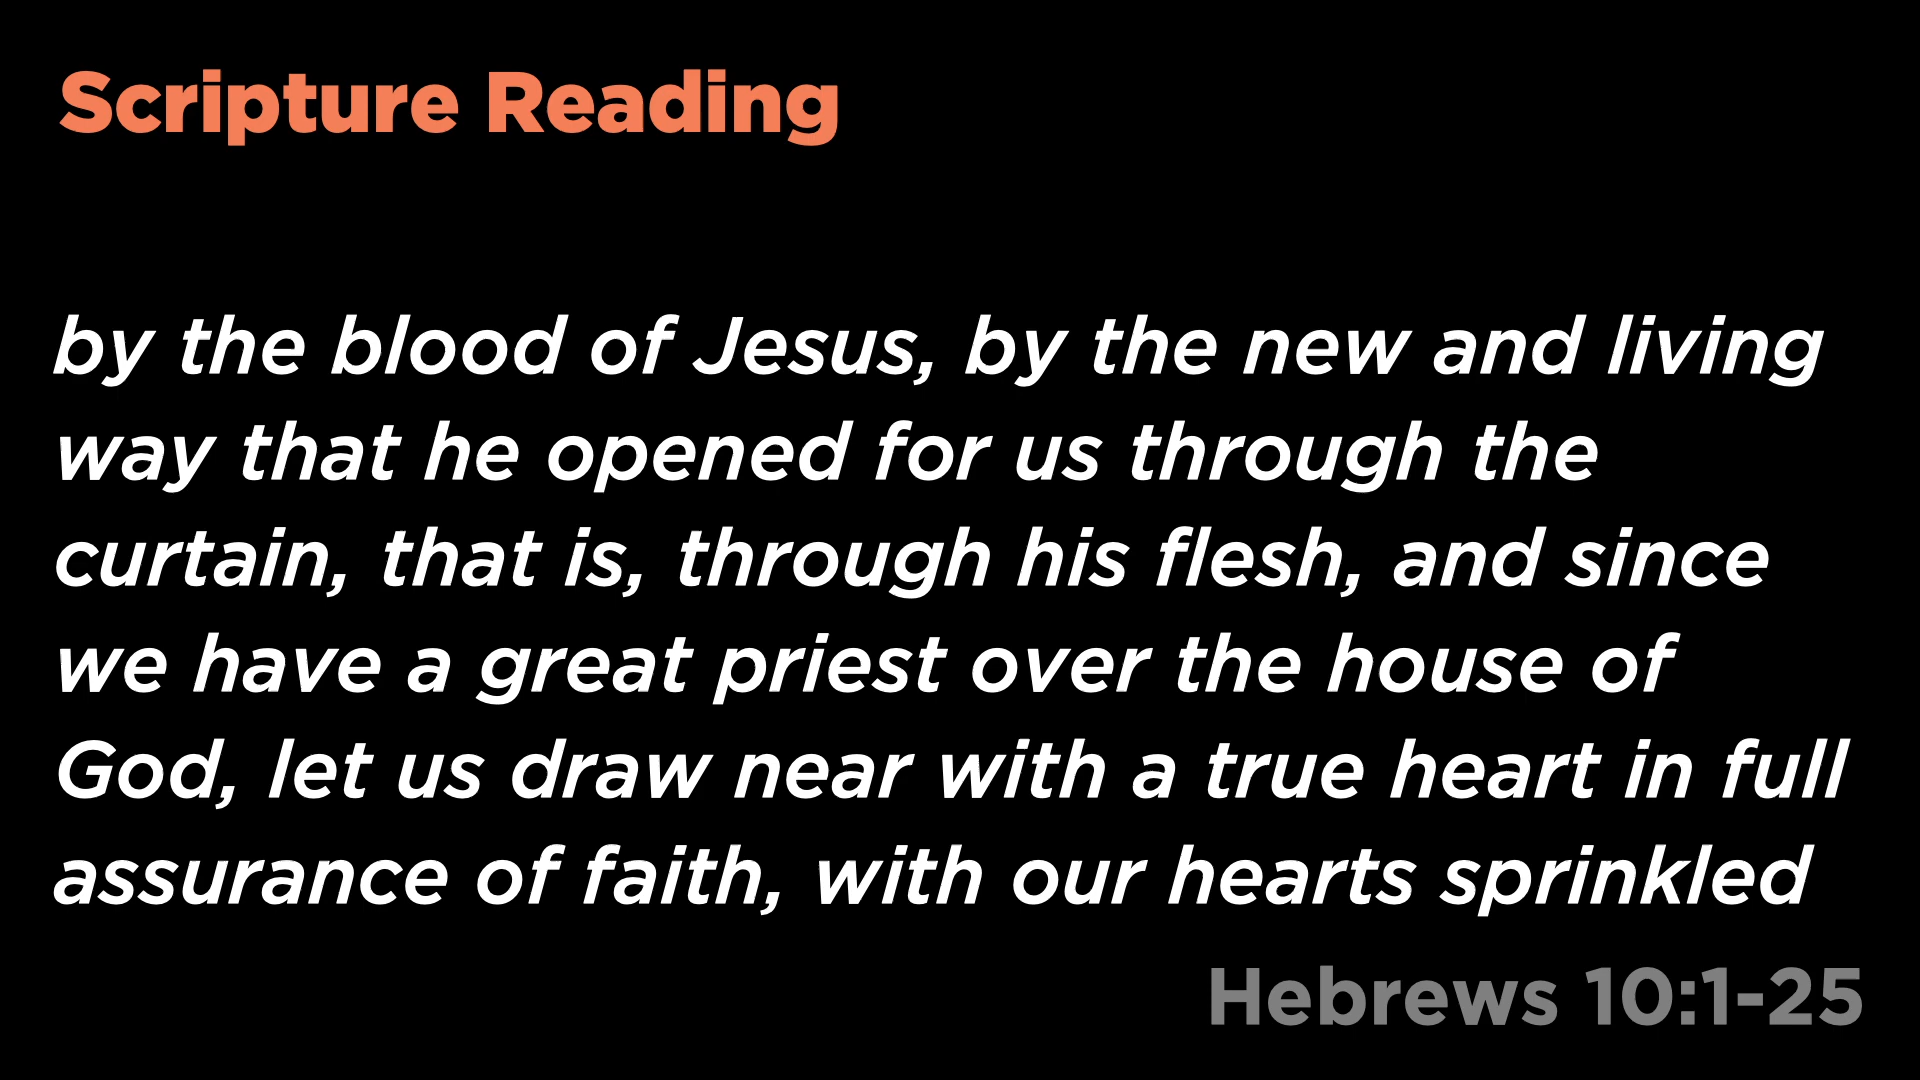 Scripture Reading
by the blood of Jesus, by the new and living
way that he opened for us through the
curtain, that is, through his flesh, and since
we have a great priest over the house of
God, let us draw near with a true heart in full
assurance of faith, with our hearts sprinkled
Hebrews 10:1-25